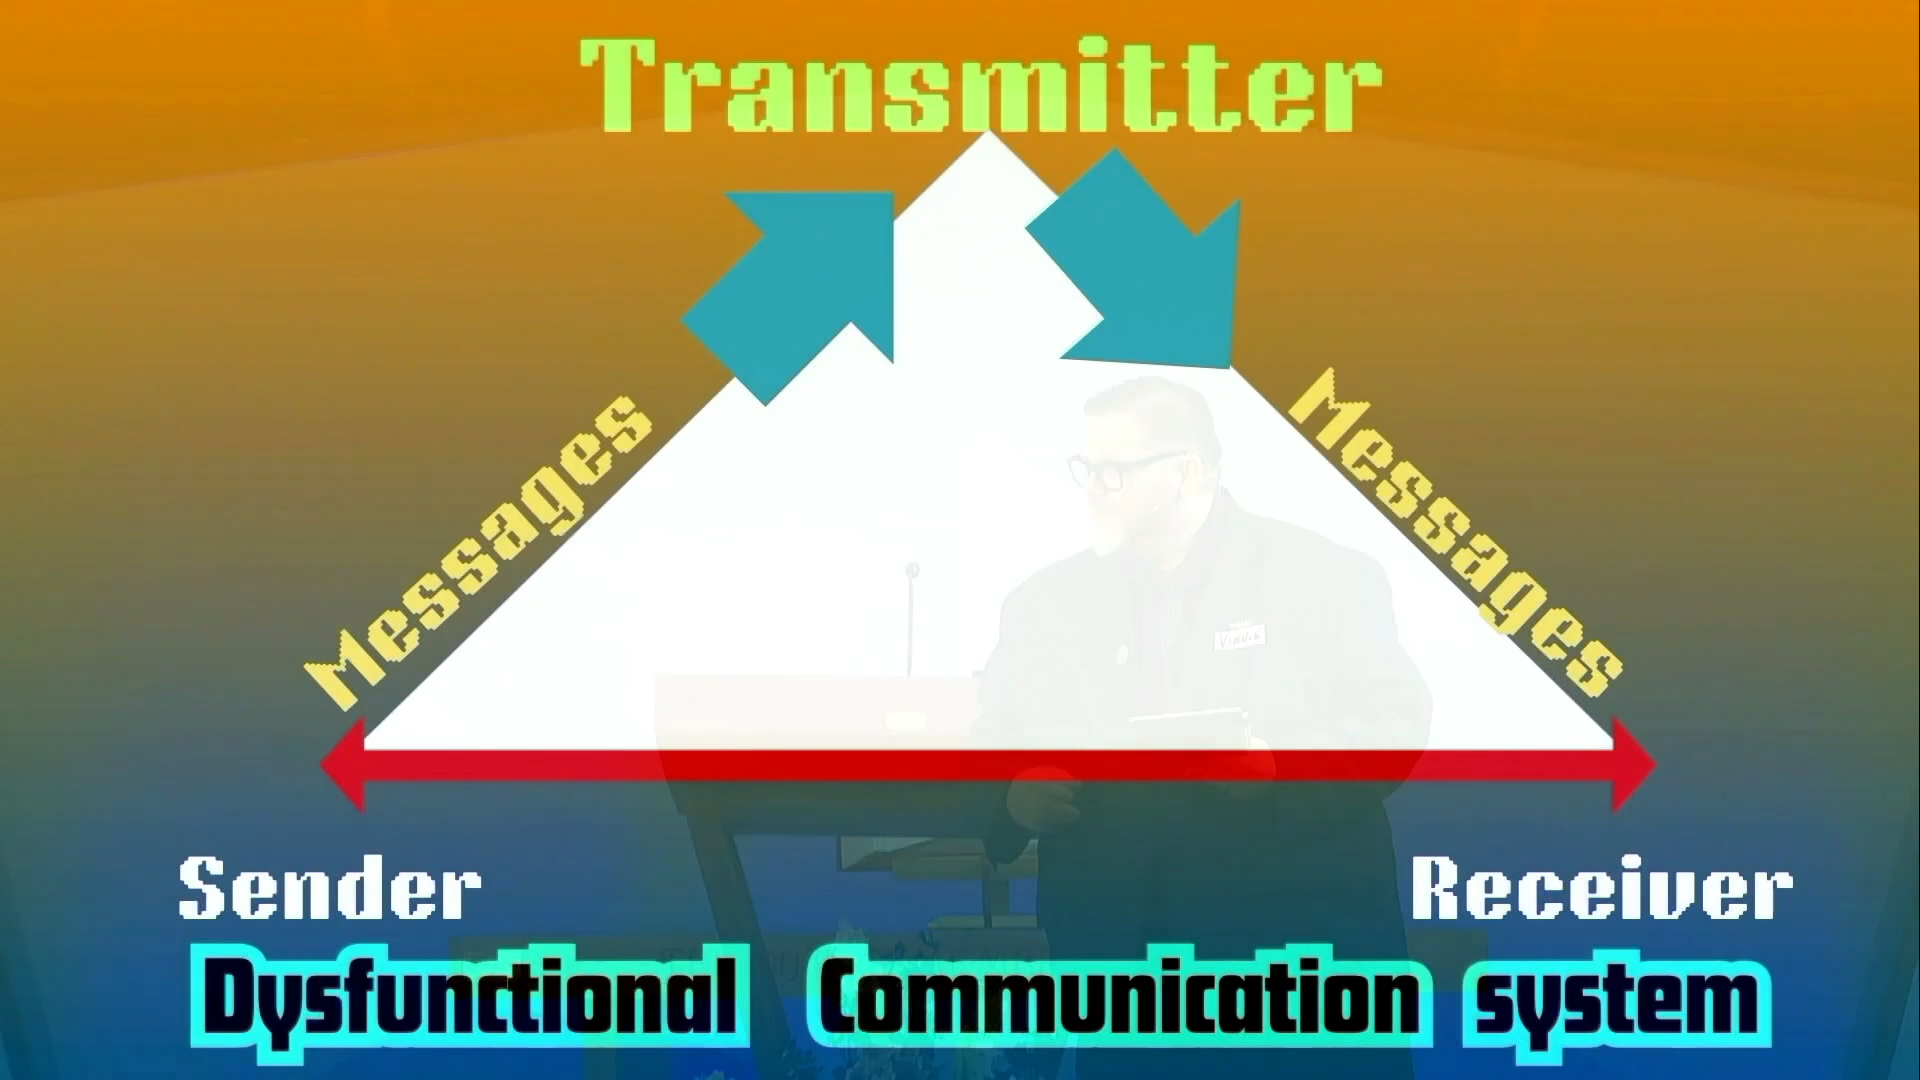 Transmitter
Messages
Messages
Sender
Receiver
Dysfunctional Communication system